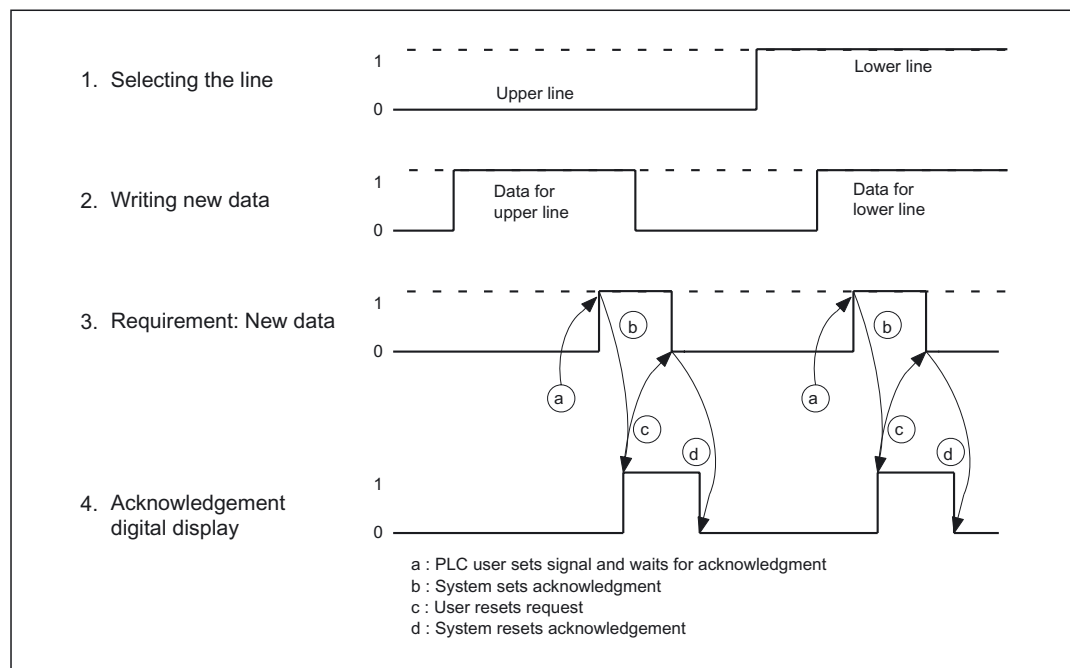 1. Selecting the line
1
0
Upper line
Lower line
2. Writing new data
1
0
Data for
upper line
Data for
lower line
3. Requirement: New data
1
0
a
b
c
d
a
b
c
d
4. Acknowledgement
digital display
1
0
a : PLC user sets signal and waits for acknowledgment
b : System sets acknowledgment
c : User resets request
d : System resets acknowledgement